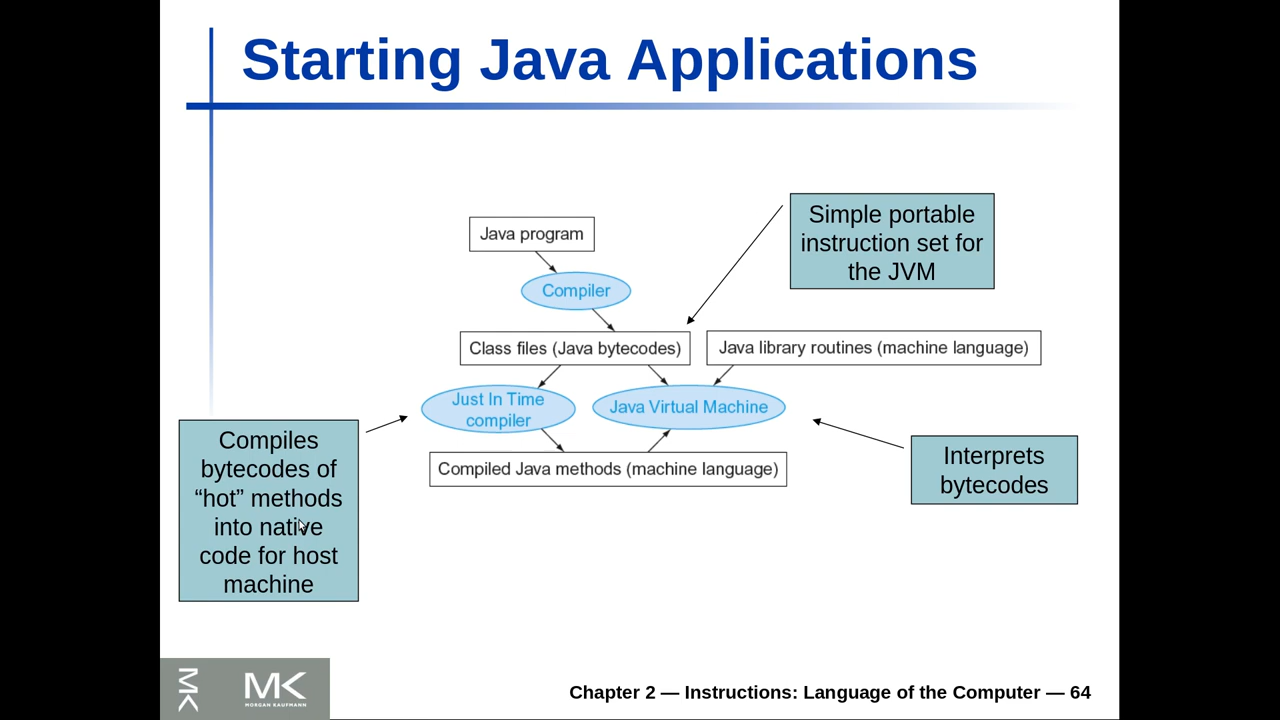 Starting Java Applications
Simple portable
instruction set for
the JVM
Java program
Compiler
Class files (Java bytecodes)
Java library routines (machine language)
Just In Time
compiler
Java Virtual Machine
Compiles
bytecodes of
“hot” methods
into native
code for host
machine
Interprets
bytecodes
Compiled Java methods (machine language)
MK
MK
MORGAN KAUFMANN
Chapter 2 — Instructions: Language of the Computer — 64